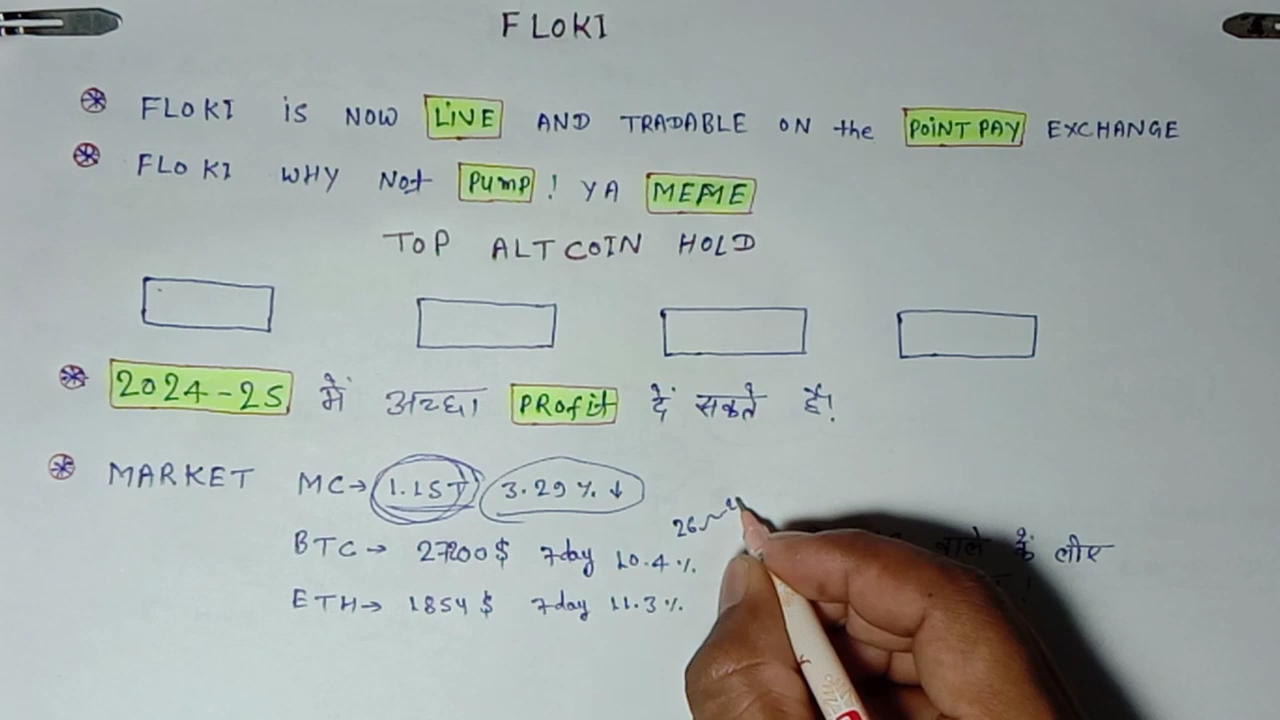 FLOKI
FLOKI is NOW LIVE AND TRADABLE ON the POINT PAY EXCHANGE
FLOKI WHY Not PUMP! YA MEME
TOP ALTCOIN HOLD
2024-25 में अच्छा PROfit दें सकते हैं!
MARKET MC→ 1.15T 3.29% ↓
26
BTC→ 27200$ 7day 10.4%
वाले के लीए
ETH→ 1854$ 7day 11.3%